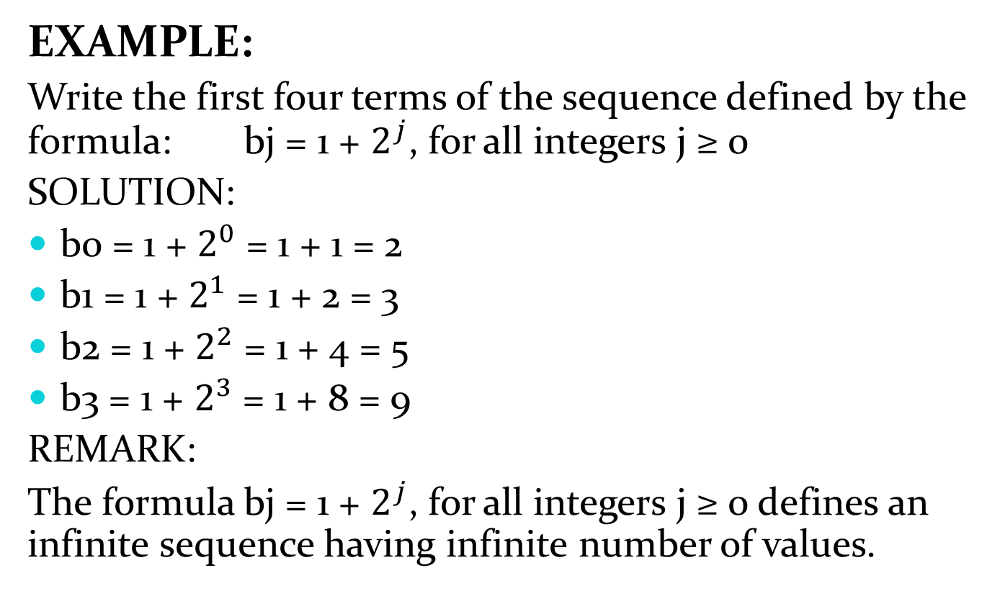 EXAMPLE:
Write the first four terms of the sequence defined by the
formula: bj = 1 + 2^j, for all integers j ≥ 0
SOLUTION:
• b0 = 1 + 2^0 = 1 + 1 = 2
• b1 = 1 + 2^1 = 1 + 2 = 3
• b2 = 1 + 2^2 = 1 + 4 = 5
• b3 = 1 + 2^3 = 1 + 8 = 9
REMARK:
The formula bj = 1 + 2^j, for all integers j ≥ 0 defines an
infinite sequence having infinite number of values.